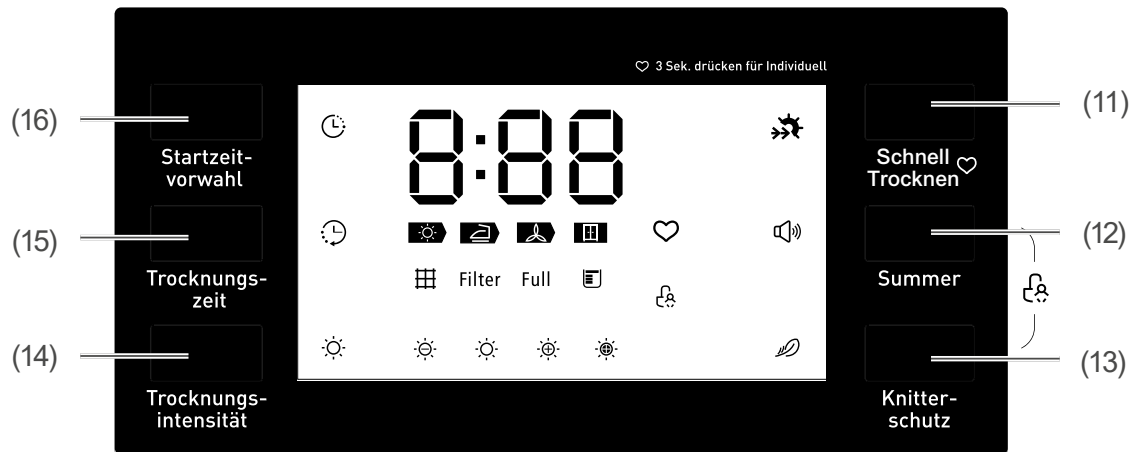 ♡ 3 Sek. drücken für Individuell
(16)
Startzeit-
vorwahl
(15)
Trocknungs-
zeit
(14)
Trocknungs-
intensität
8:88
Filter Full
(11)
Schnell
Trocknen♡
(12)
Summer
(13)
Knitter-
schutz